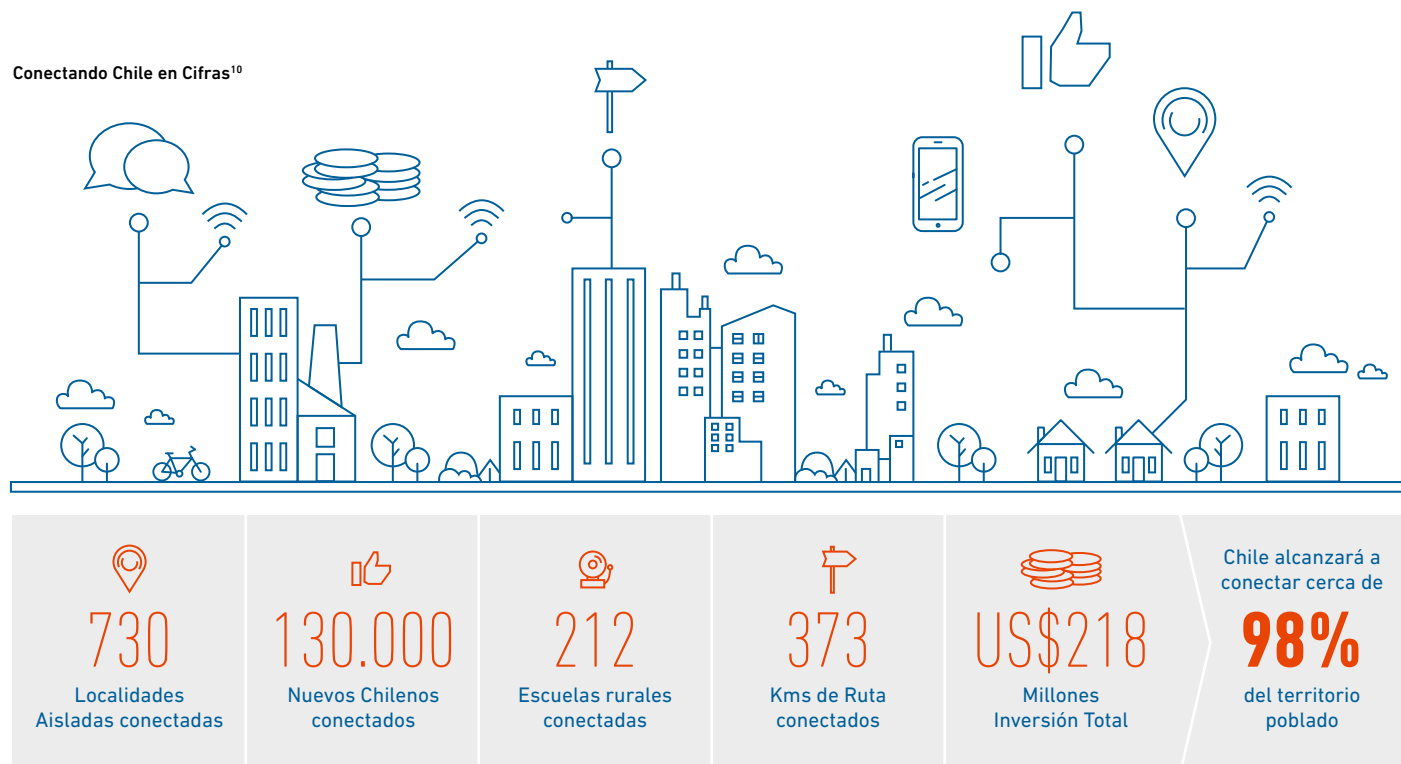 Conectando Chile en Cifras¹⁰
730
Localidades
Aisladas conectadas
130.000
Nuevos Chilenos
conectados
212
Escuelas rurales
conectadas
373
Kms de Ruta
conectados
US$218
Millones
Inversión Total
Chile alcanzará a
conectar cerca de
98%
del territorio
poblado